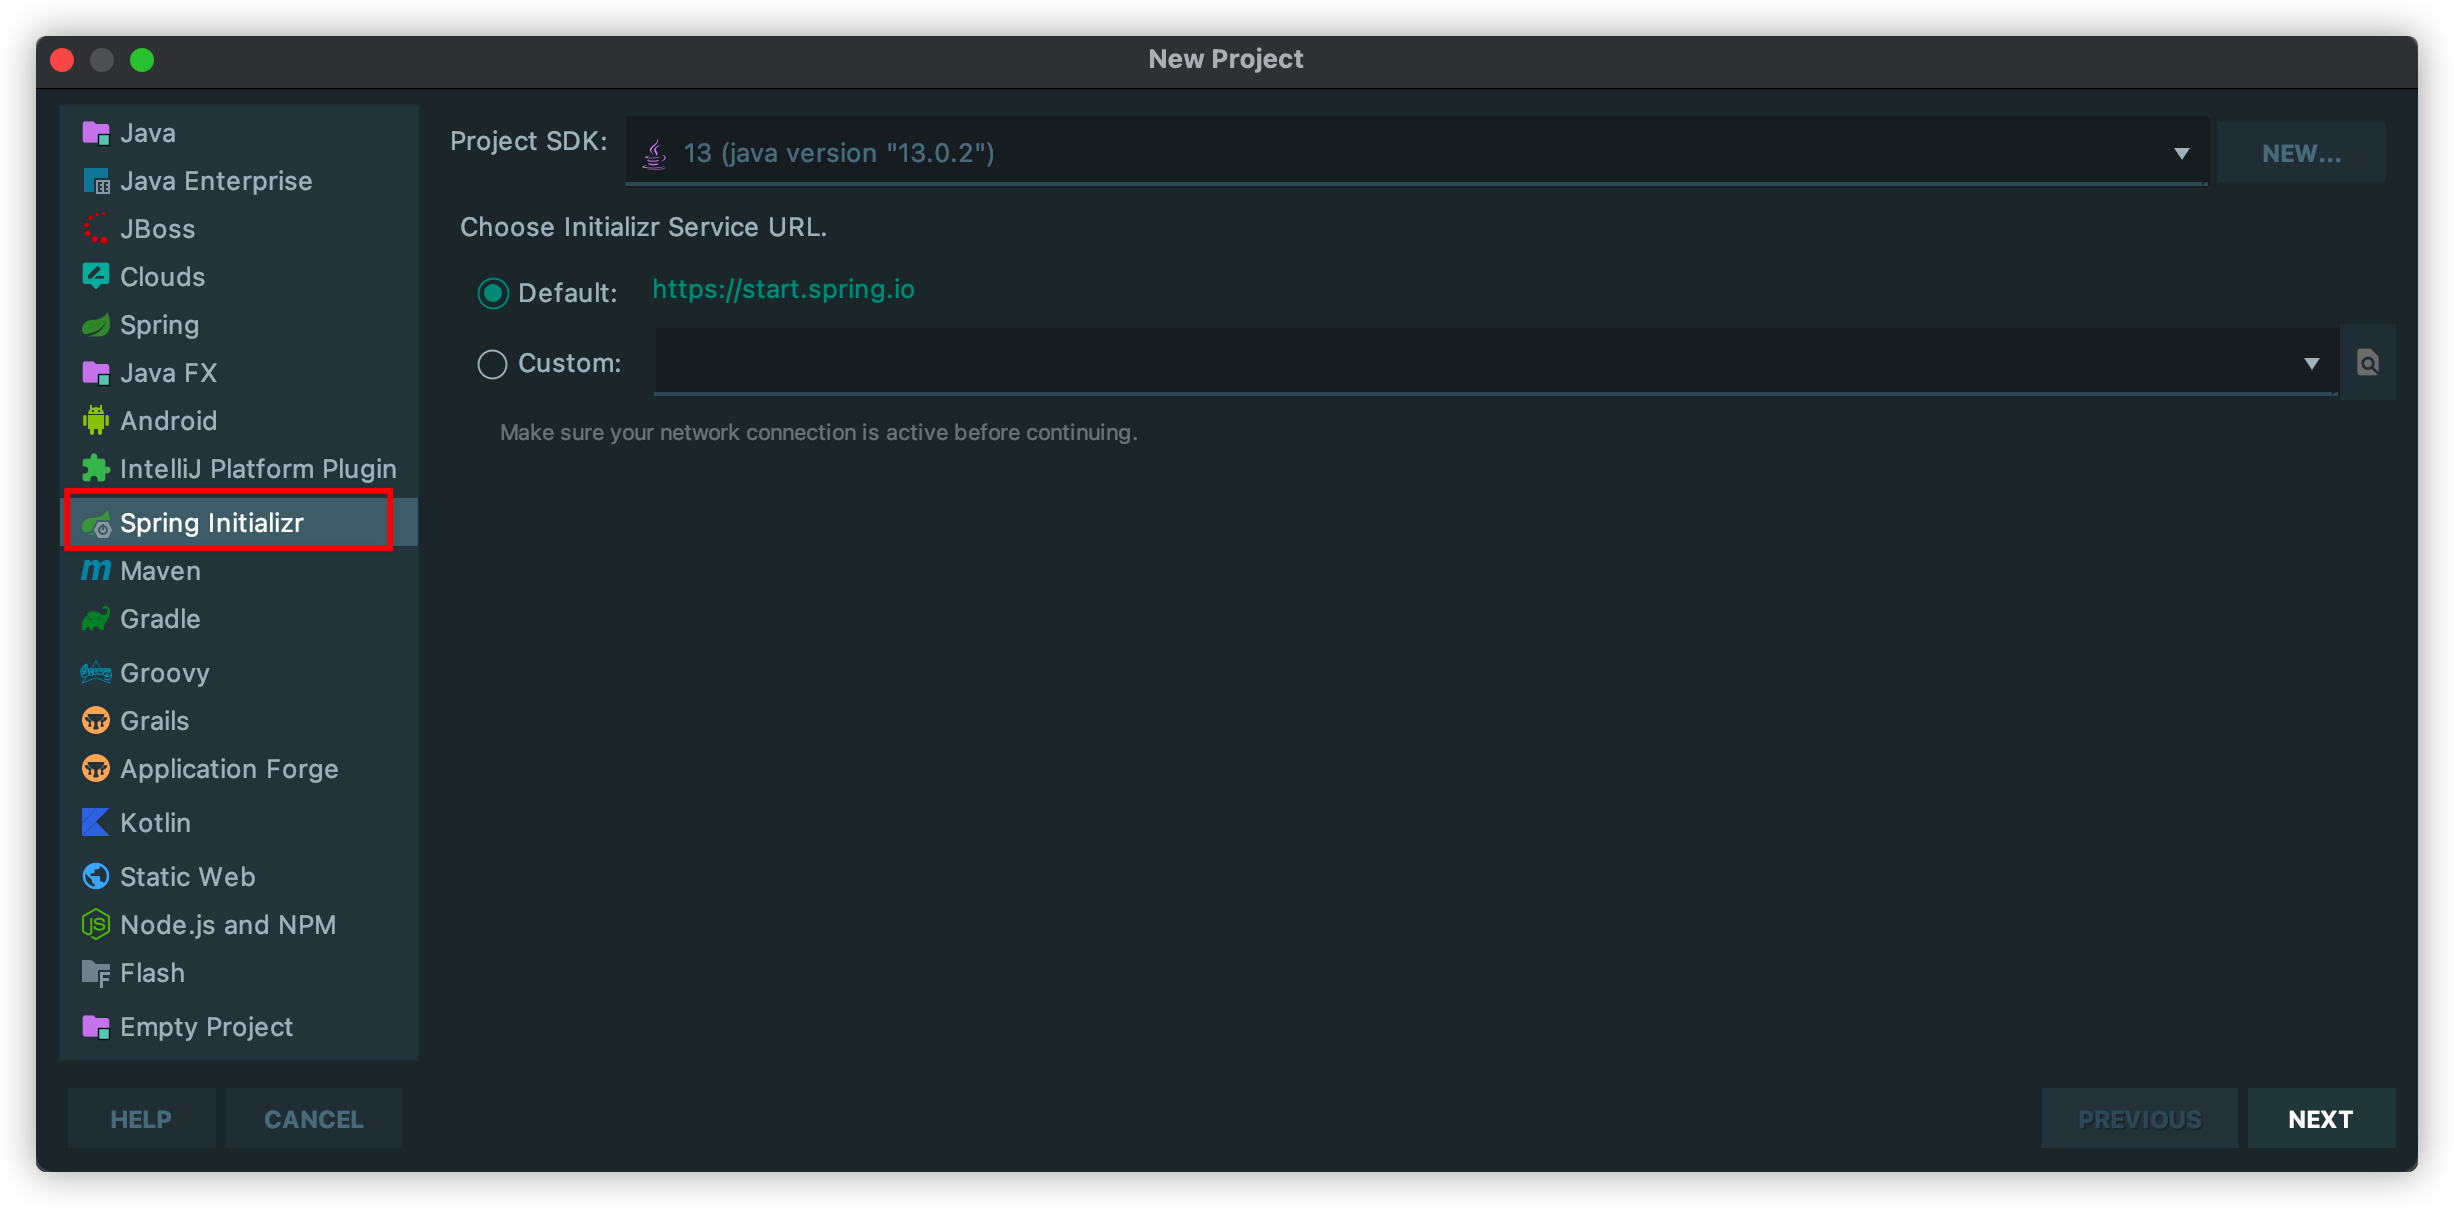 New Project
Java
Java Enterprise
JBoss
Clouds
Spring
Java FX
Android
IntelliJ Platform Plugin
Spring Initializr
Maven
Gradle
Groovy
Grails
Application Forge
Kotlin
Static Web
Node.js and NPM
Flash
Empty Project
Project SDK: 13 (java version "13.0.2") NEW...
Choose Initializr Service URL.
Default: https://start.spring.io
Custom:
Make sure your network connection is active before continuing.
HELP CANCEL PREVIOUS NEXT